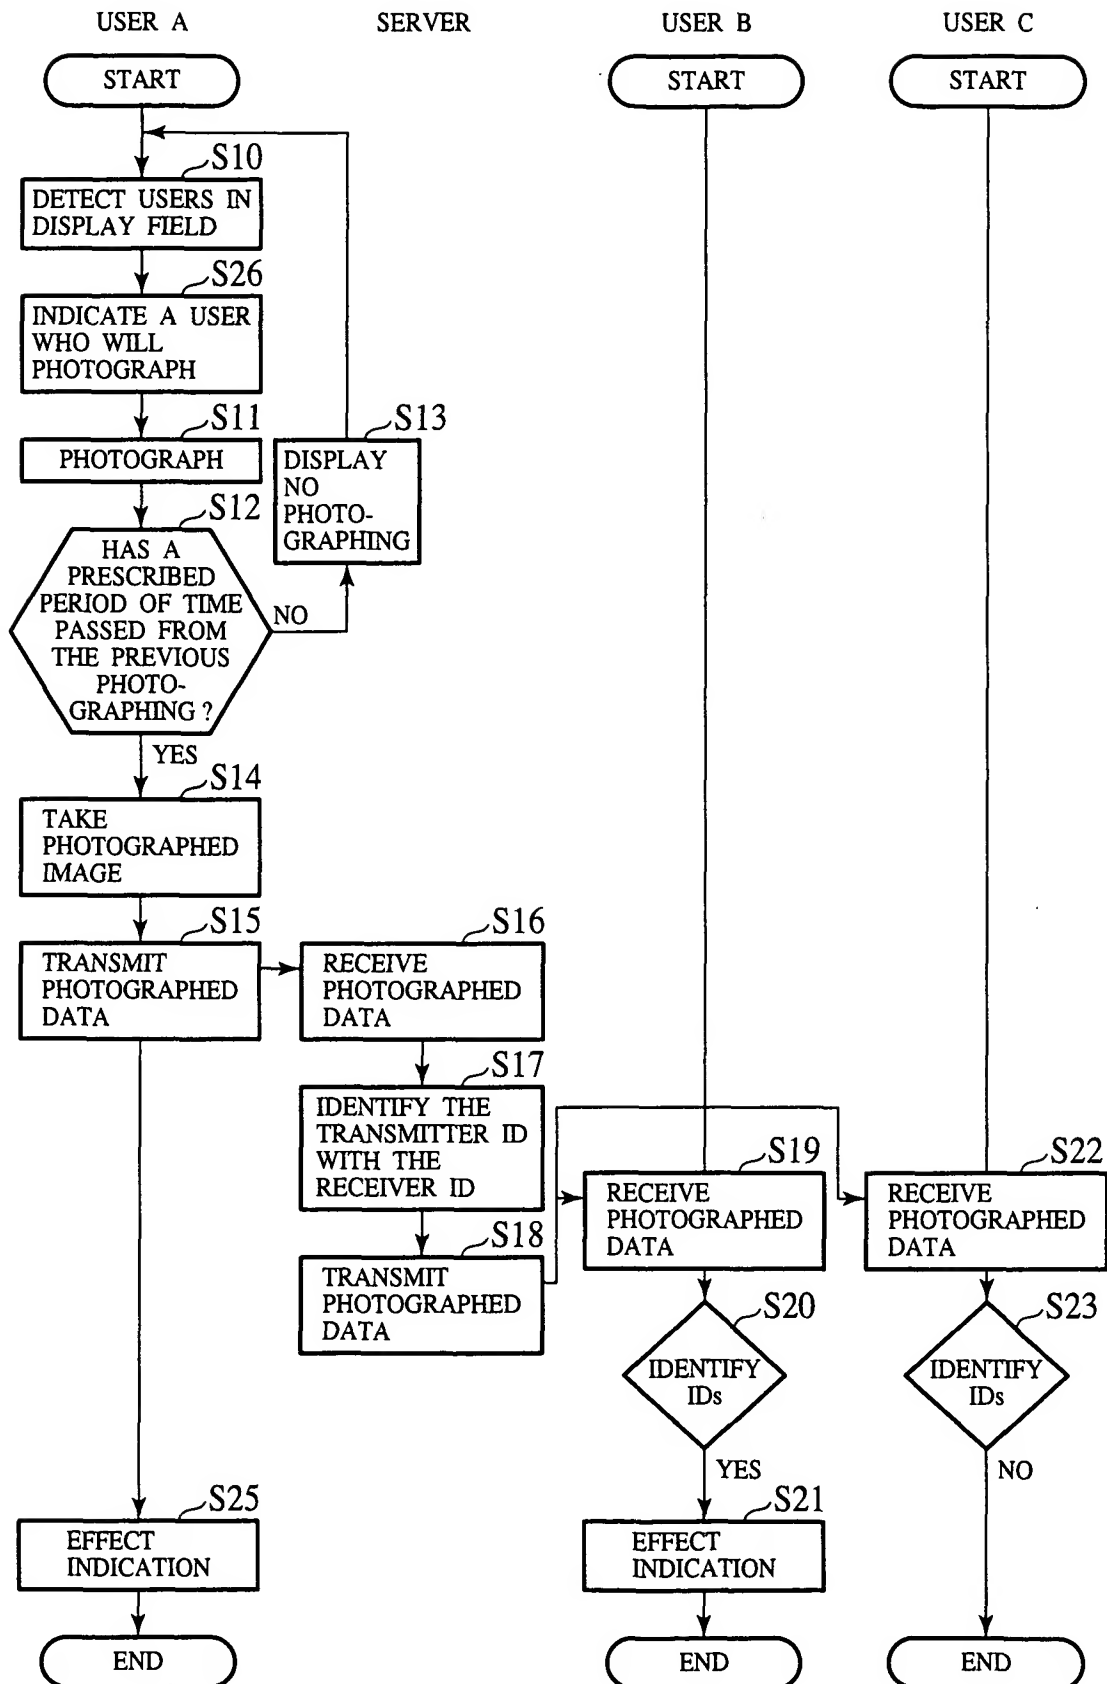 USER A
SERVER
USER B
USER C
START
START
START
S10
DETECT USERS IN
DISPLAY FIELD
S26
INDICATE A USER
WHO WILL
PHOTOGRAPH
S11
PHOTOGRAPH
S13
DISPLAY
NO
PHOTO-
GRAPHING
S12
HAS A
PRESCRIBED
PERIOD OF TIME
PASSED FROM
THE PREVIOUS
PHOTO-
GRAPHING?
NO
YES
S14
TAKE
PHOTOGRAPHED
IMAGE
S15
TRANSMIT
PHOTOGRAPHED
DATA
S16
RECEIVE
PHOTOGRAPHED
DATA
S17
IDENTIFY THE
TRANSMITTER ID
WITH THE
RECEIVER ID
S18
TRANSMIT
PHOTOGRAPHED
DATA
S19
RECEIVE
PHOTOGRAPHED
DATA
S22
RECEIVE
PHOTOGRAPHED
DATA
S20
IDENTIFY
IDs
S23
IDENTIFY
IDs
YES
NO
S25
EFFECT
INDICATION
S21
EFFECT
INDICATION
END
END
END